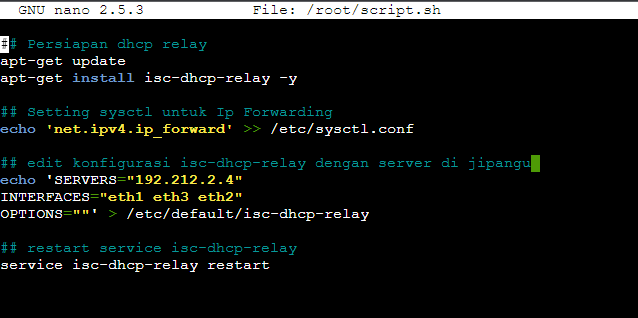 GNU nano 2.5.3 File: /root/script.sh
## Persiapan dhcp relay
apt-get update
apt-get install isc-dhcp-relay -y
## Setting sysctl untuk Ip Forwarding
echo 'net.ipv4.ip_forward' >> /etc/sysctl.conf
## edit konfigurasi isc-dhcp-relay dengan server di jipangu
echo 'SERVERS="192.212.2.4"
INTERFACES="eth1 eth3 eth2"
OPTIONS=""' > /etc/default/isc-dhcp-relay
## restart service isc-dhcp-relay
service isc-dhcp-relay restart